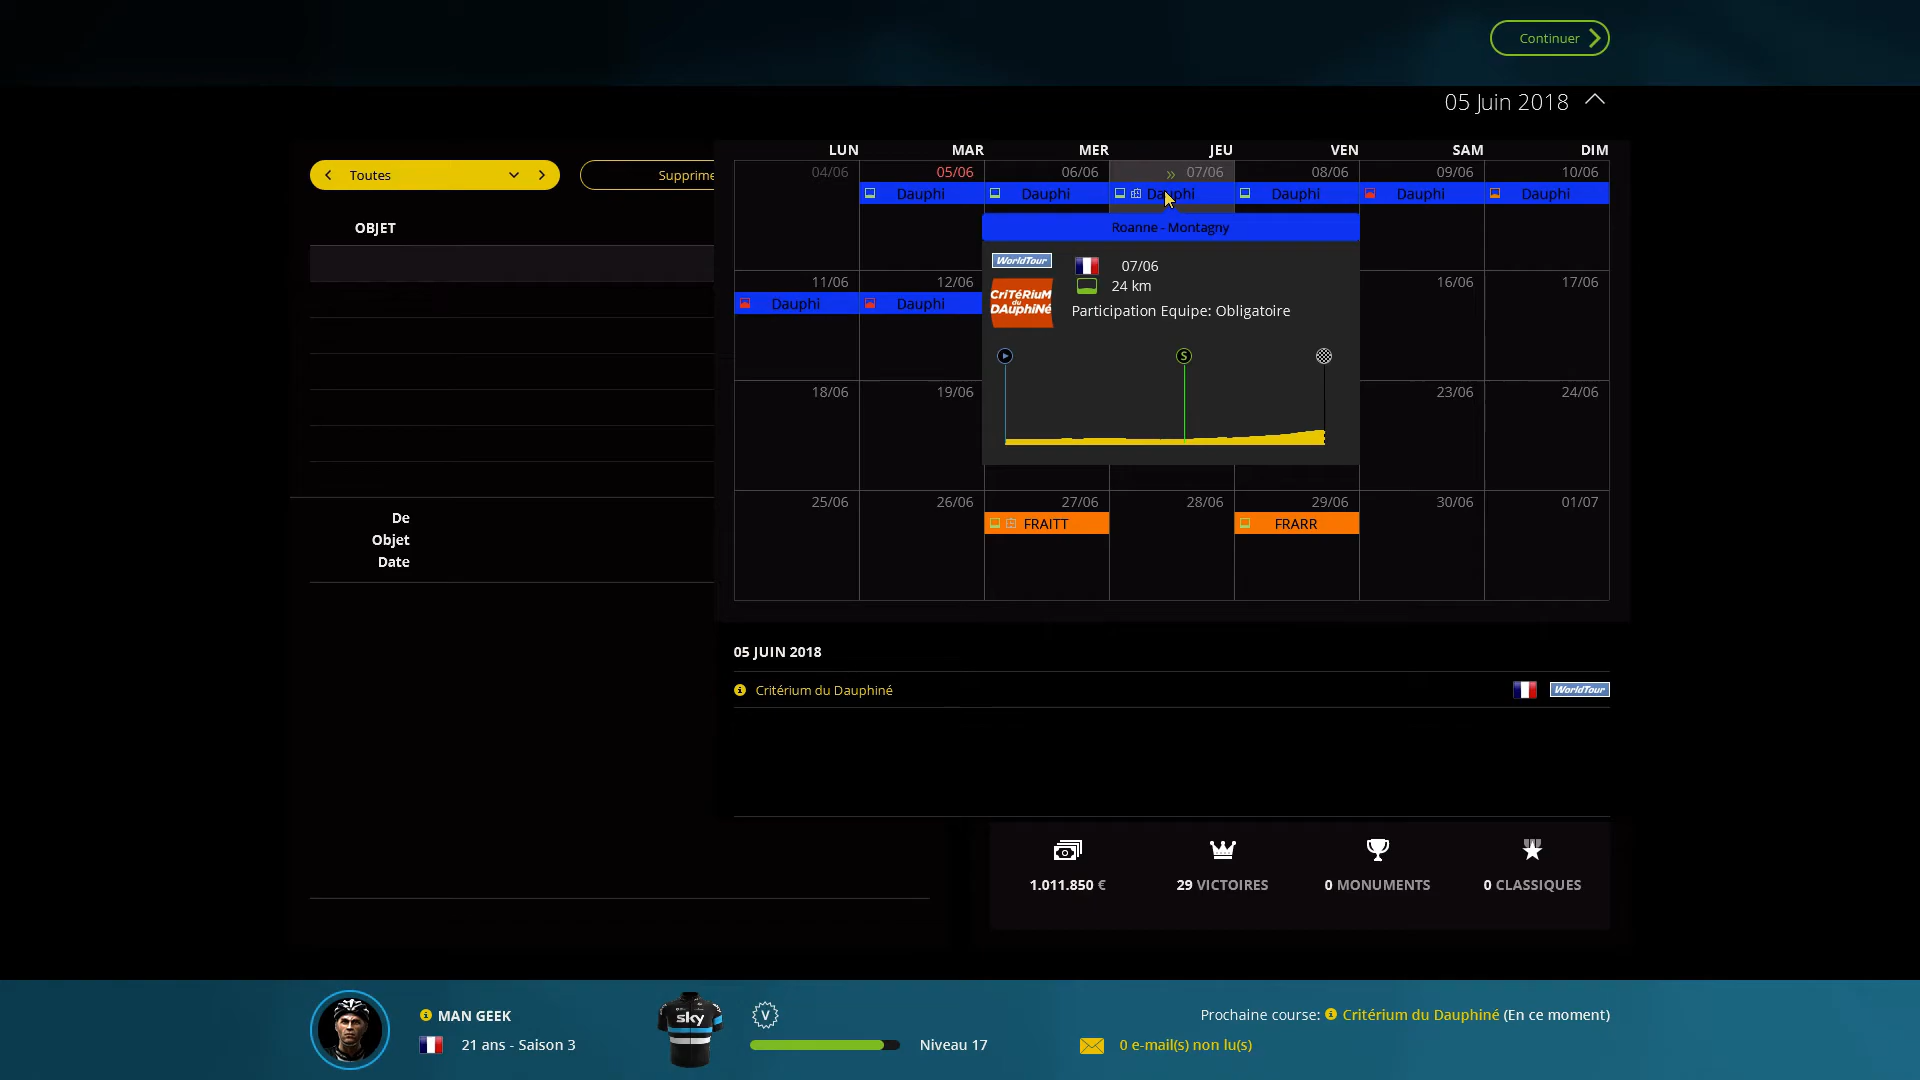 Continuer
05 Juin 2018
Toutes
Supprime
OBJET
De
Objet
Date
LUN MAR MER JEU VEN SAM DIM
04/06 05/06 06/06 07/06 08/06 09/06 10/06
Dauphi Dauphi Dauphi Dauphi Dauphi Dauphi
Roanne - Montagny
WorldTour
07/06
24 km
CriTéRiuM du DAuphiNé
Participation Equipe: Obligatoire
S
11/06 12/06 16/06 17/06
Dauphi Dauphi
18/06 19/06 23/06 24/06
25/06 26/06 27/06 28/06 29/06 30/06 01/07
FRAITT FRARR
05 JUIN 2018
Critérium du Dauphiné WorldTour
1.011.850 € 29 VICTOIRES 0 MONUMENTS 0 CLASSIQUES
MAN GEEK
21 ans - Saison 3
sky
V
Niveau 17
Prochaine course: Critérium du Dauphiné (En ce moment)
0 e-mail(s) non lu(s)